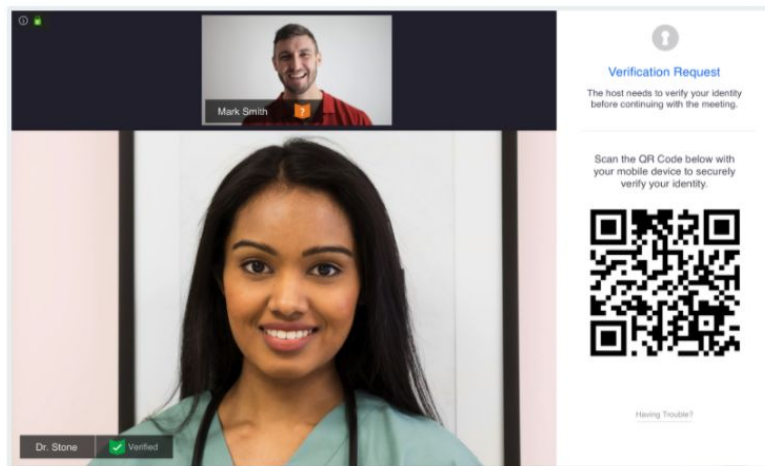 Mark Smith ?
Verification Request
The host needs to verify your identity
before continuing with the meeting.
Scan the QR Code below with
your mobile device to securely
verify your identity.
Having Trouble?
Dr. Stone Verified